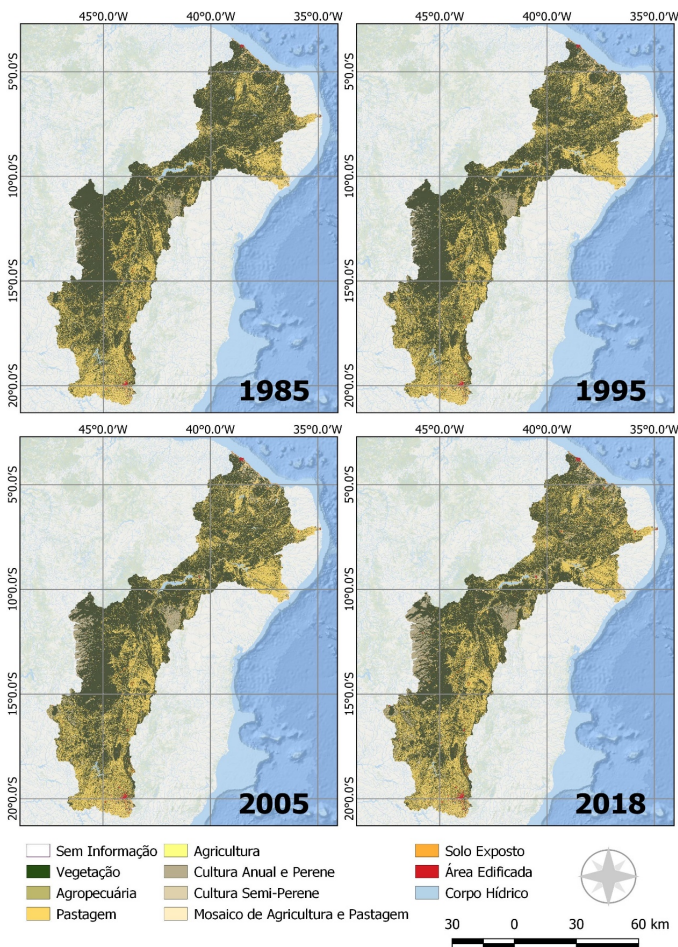 45°0.0'W 40°0.0'W 35°0.0'W 45°0.0'W 40°0.0'W 35°0.0'W
5°0.0'S 5°0.0'S
10°0.0'S 10°0.0'S
15°0.0'S 15°0.0'S
20°0.0'S 20°0.0'S
1985 1995
45°0.0'W 40°0.0'W 35°0.0'W 45°0.0'W 40°0.0'W 35°0.0'W
5°0.0'S 5°0.0'S
10°0.0'S 10°0.0'S
15°0.0'S 15°0.0'S
20°0.0'S 20°0.0'S
2005 2018
Sem Informação Agricultura Solo Exposto
Vegetação Cultura Anual e Perene Área Edificada
Agropecuária Cultura Semi-Perene Corpo Hídrico
Pastagem Mosaico de Agricultura e Pastagem
30 0 30 60 km